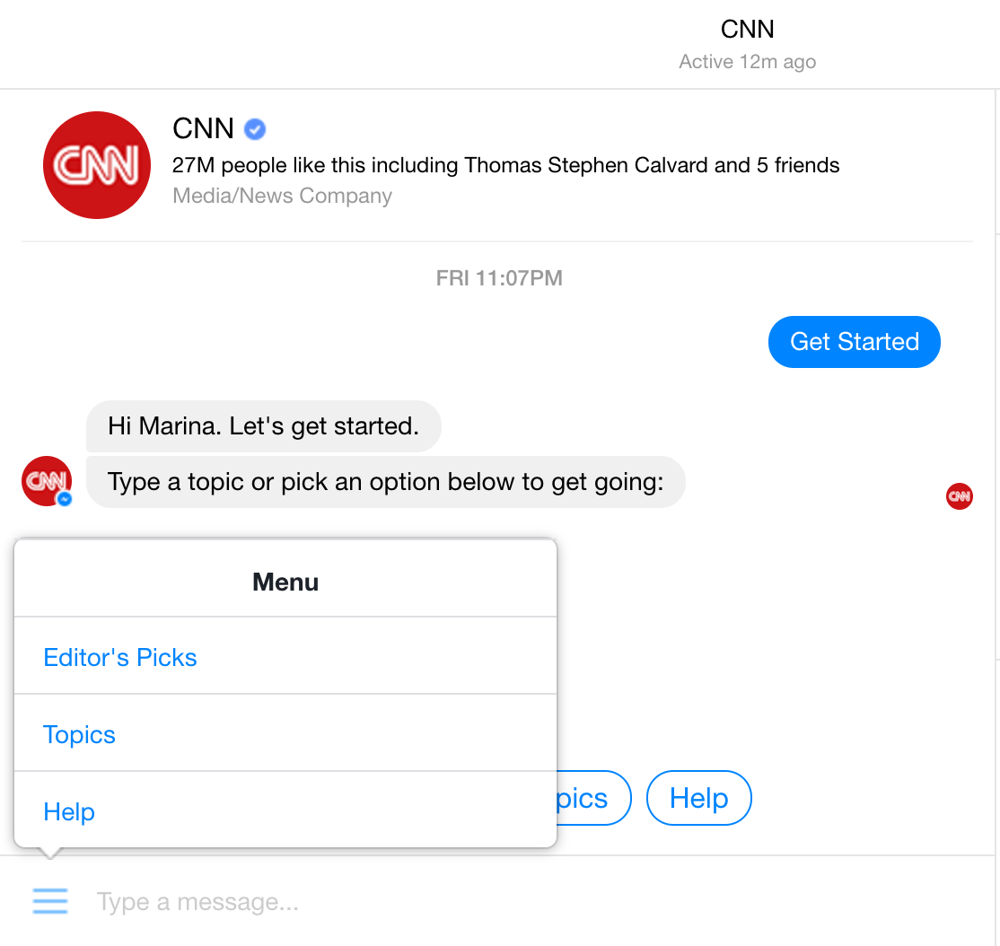 CNN
Active 12m ago
CNN
CNN
27M people like this including Thomas Stephen Calvard and 5 friends
Media/News Company
FRI 11:07PM
Get Started
Hi Marina. Let's get started.
CNN
Type a topic or pick an option below to get going:
CNN
Menu
Editor's Picks
Topics
Help
pics
Help
Type a message...